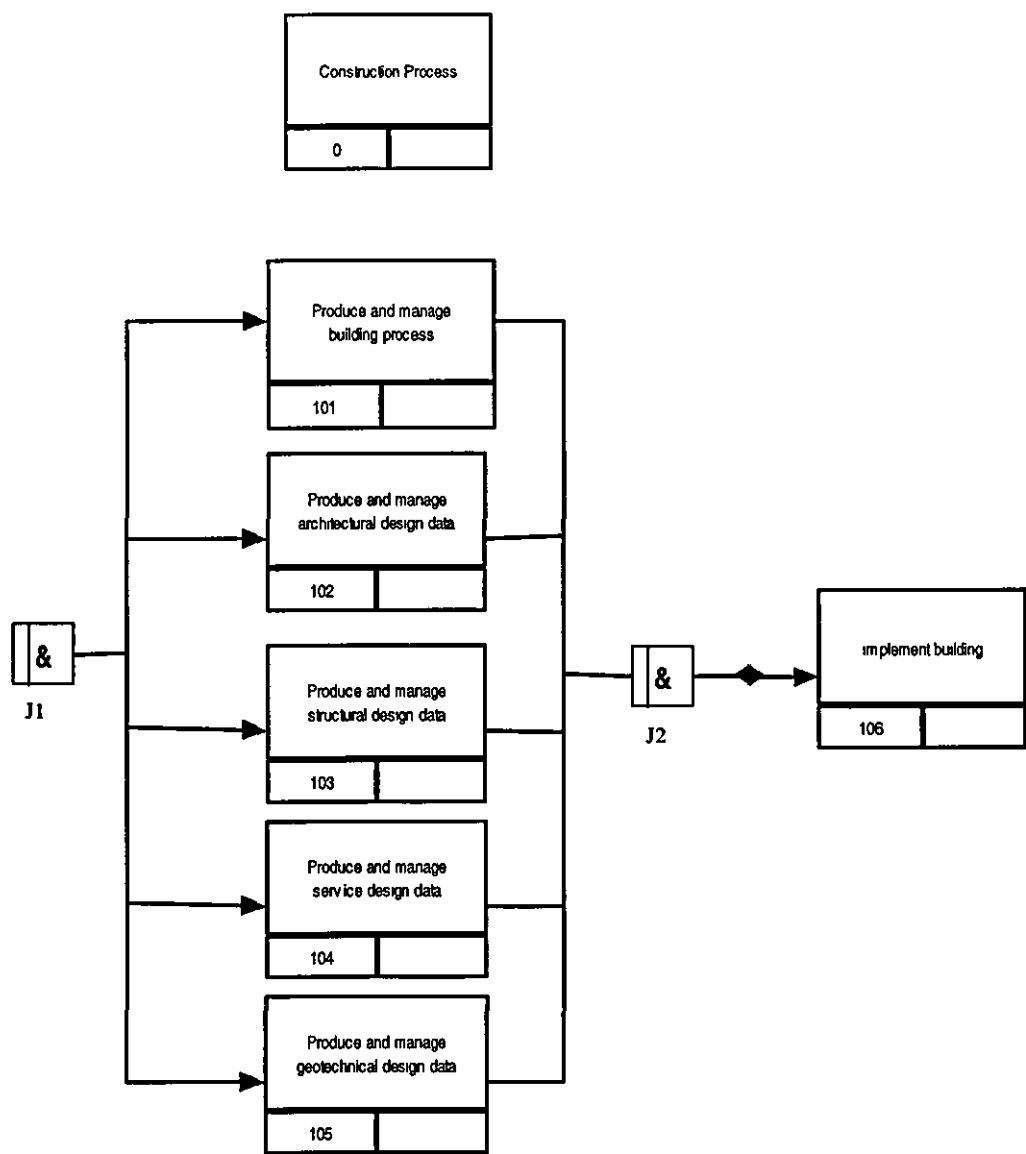 Construction Process
0
Produce and manage
building process
101
Produce and manage
architectural design data
102
&
J1
Produce and manage
structural design data
103
&
J2
implement building
106
Produce and manage
service design data
104
Produce and manage
geotechnical design data
105